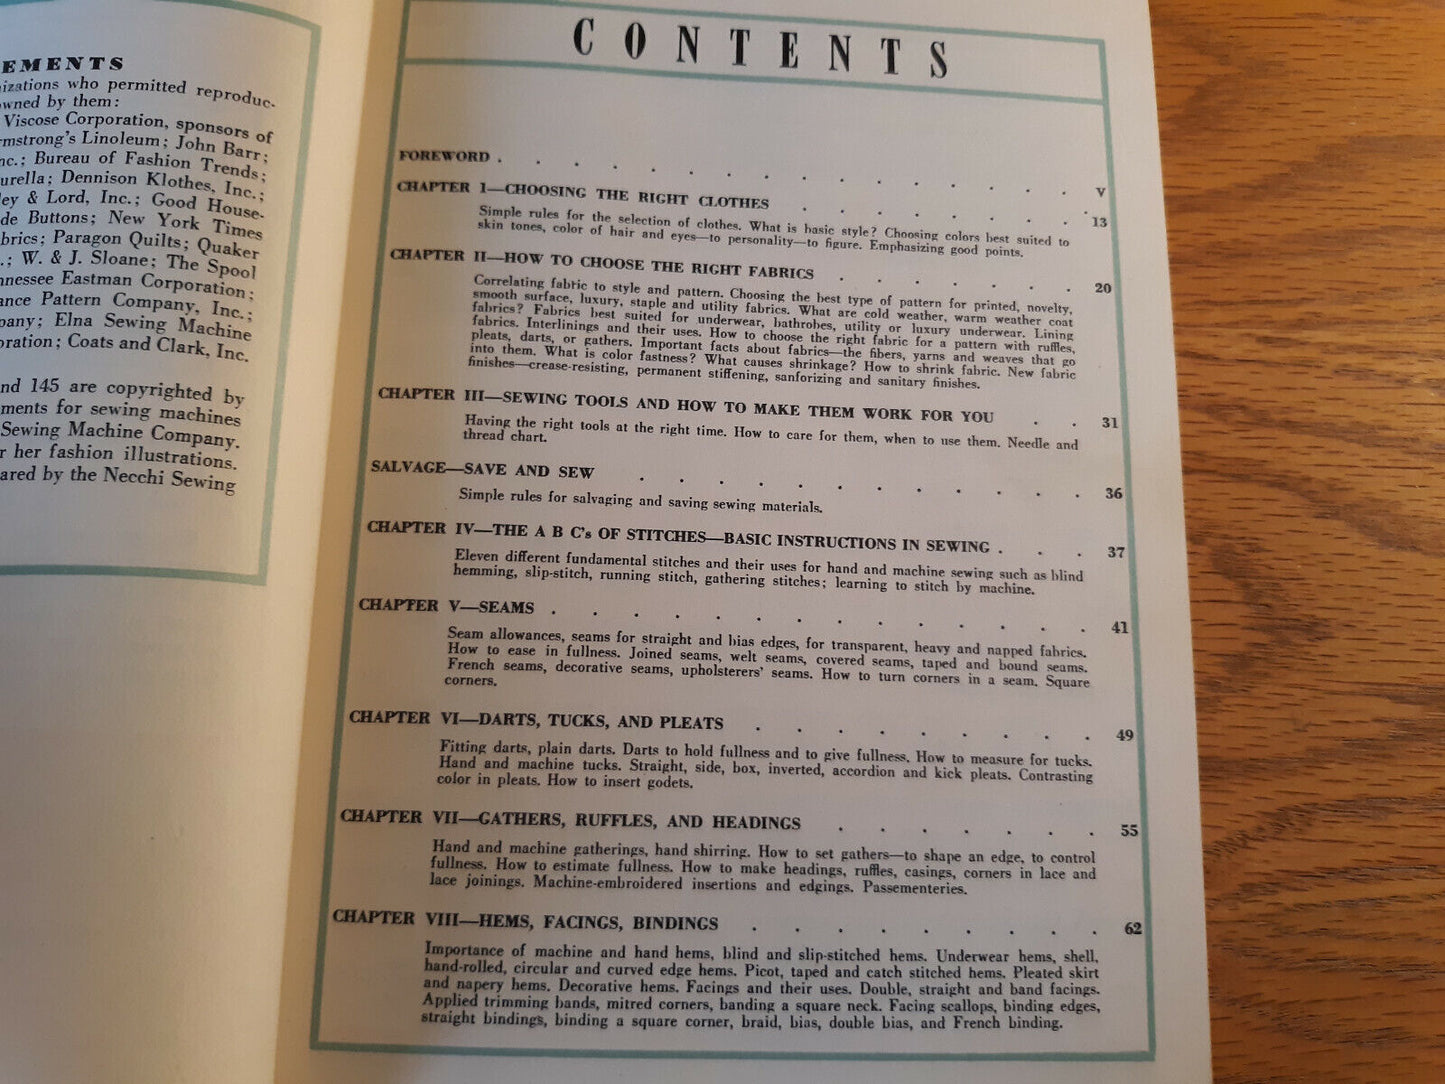 EMENTS
izations who permitted reproduc-
owned by them:
Viscose Corporation, sponsors of
rmstrong's Linoleum; John Barr;
nc.; Bureau of Fashion Trends;
urella; Dennison Klothes, Inc.;
ley & Lord, Inc.; Good House-
de Buttons; New York Times
brics; Paragon Quilts; Quaker
.; W. & J. Sloane; The Spool
nnessee Eastman Corporation;
ance Pattern Company, Inc.;
pany; Elna Sewing Machine
oration; Coats and Clark, Inc.
nd 145 are copyrighted by
ments for sewing machines
Sewing Machine Company.
r her fashion illustrations.
ared by the Necchi Sewing
CONTENTS
FOREWORD . . . . . . . . . . . . . . . V
CHAPTER I—CHOOSING THE RIGHT CLOTHES . . . . . . . . 13
Simple rules for the selection of clothes. What is basic style? Choosing colors best suited to
skin tones, color of hair and eyes—to personality—to figure. Emphasizing good points.
CHAPTER II—HOW TO CHOOSE THE RIGHT FABRICS . . . . . . . 20
Correlating fabric to style and pattern. Choosing the best type of pattern for printed, novelty,
smooth surface, luxury, staple and utility fabrics. What are cold weather, warm weather coat
fabrics? Fabrics best suited for underwear, bathrobes, utility or luxury underwear. Lining
fabrics. Interlinings and their uses. How to choose the right fabric for a pattern with ruffles,
pleats, darts, or gathers. Important facts about fabrics—the fibers, yarns and weaves that go
into them. What is color fastness? What causes shrinkage? How to shrink fabric. New fabric
finishes—crease-resisting, permanent stiffening, sanforizing and sanitary finishes.
CHAPTER III—SEWING TOOLS AND HOW TO MAKE THEM WORK FOR YOU . . 31
Having the right tools at the right time. How to care for them, when to use them. Needle and
thread chart.
SALVAGE—SAVE AND SEW . . . . . . . . . . . . 36
Simple rules for salvaging and saving sewing materials.
CHAPTER IV—THE A B C's OF STITCHES—BASIC INSTRUCTIONS IN SEWING . . . 37
Eleven different fundamental stitches and their uses for hand and machine sewing such as blind
hemming, slip-stitch, running stitch, gathering stitches; learning to stitch by machine.
CHAPTER V—SEAMS . . . . . . . . . . . . . . 41
Seam allowances, seams for straight and bias edges, for transparent, heavy and napped fabrics.
How to ease in fullness. Joined seams, welt seams, covered seams, taped and bound seams.
French seams, decorative seams, upholsterers' seams. How to turn corners in a seam. Square
corners.
CHAPTER VI—DARTS, TUCKS, AND PLEATS . . . . . . . . . 49
Fitting darts, plain darts. Darts to hold fullness and to give fullness. How to measure for tucks.
Hand and machine tucks. Straight, side, box, inverted, accordion and kick pleats. Contrasting
color in pleats. How to insert godets.
CHAPTER VII—GATHERS, RUFFLES, AND HEADINGS . . . . . . . 55
Hand and machine gatherings, hand shirring. How to set gathers—to shape an edge, to control
fullness. How to estimate fullness. How to make headings, ruffles, casings, corners in lace and
lace joinings. Machine-embroidered insertions and edgings. Passementeries.
CHAPTER VIII—HEMS, FACINGS, BINDINGS . . . . . . . . . 62
Importance of machine and hand hems, blind and slip-stitched hems. Underwear hems, shell,
hand-rolled, circular and curved edge hems. Picot, taped and catch stitched hems. Pleated skirt
and napery hems. Decorative hems. Facings and their uses. Double, straight and band facings.
Applied trimming bands, mitred corners, banding a square neck. Facing scallops, binding edges,
straight bindings, binding a square corner, braid, bias, double bias, and French binding.